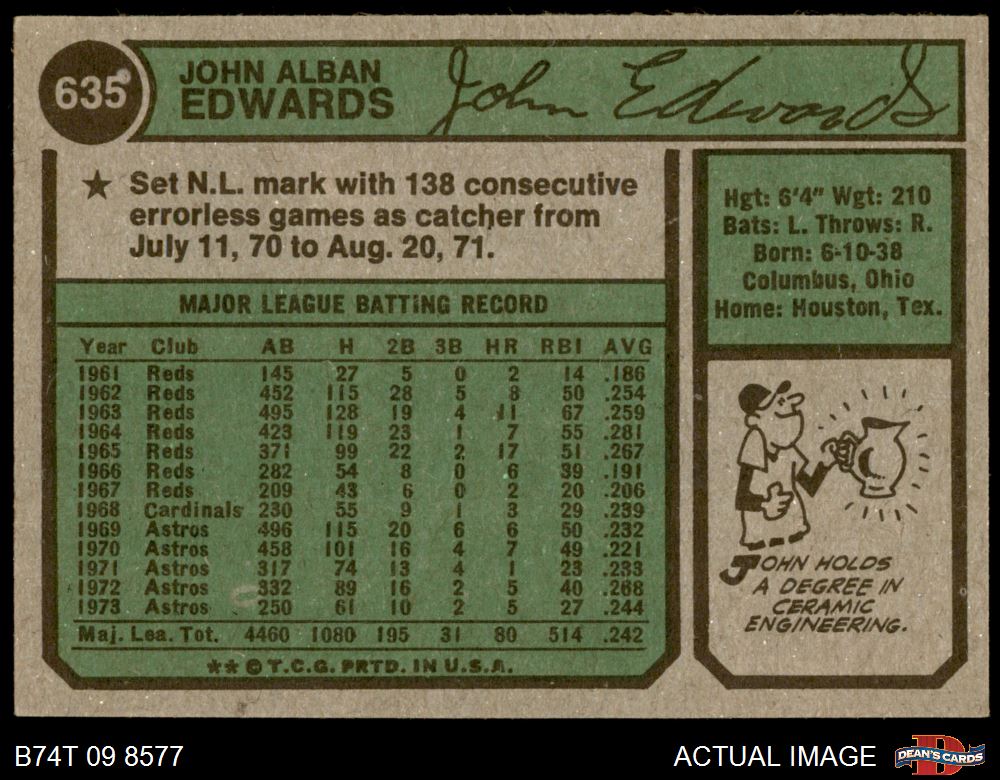 635
JOHN ALBAN
EDWARDS
John Edwards
★ Set N.L. mark with 138 consecutive
errorless games as catcher from
July 11, 70 to Aug. 20, 71.
MAJOR LEAGUE BATTING RECORD
Year Club AB H 2B 3B HR RBI AVG
1961 Reds 145 27 5 0 2 14 .186
1962 Reds 452 115 28 5 8 50 .254
1963 Reds 495 128 19 4 11 67 .259
1964 Reds 423 119 23 1 7 55 .281
1965 Reds 371 99 22 2 17 51 .267
1966 Reds 282 54 8 0 6 39 .191
1967 Reds 209 43 6 0 2 20 .206
1968 Cardinals 230 55 9 1 3 29 .239
1969 Astros 496 115 20 6 6 50 .232
1970 Astros 458 101 16 4 7 49 .221
1971 Astros 317 74 13 4 1 23 .233
1972 Astros 332 89 16 2 5 40 .268
1973 Astros 250 61 10 2 5 27 .244
Maj. Lea. Tot. 4460 1080 195 31 80 514 .242
** © T.C.G. PRTD. IN U.S.A.
Hgt: 6'4" Wgt: 210
Bats: L. Throws: R.
Born: 6-10-38
Columbus, Ohio
Home: Houston, Tex.
JOHN HOLDS
A DEGREE IN
CERAMIC
ENGINEERING.
B74T 09 8577
ACTUAL IMAGE
D
DEAN'S CARDS